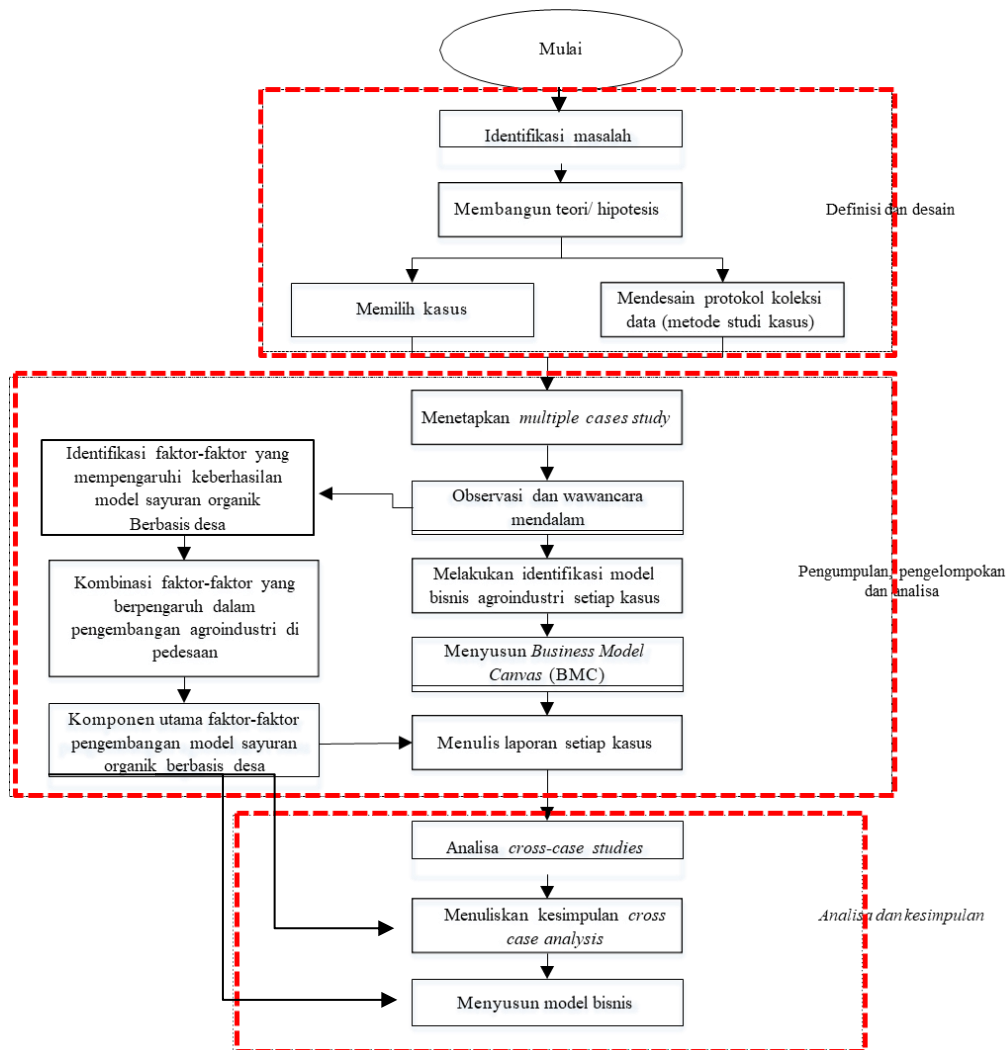 Mulai
Identifikasi masalah
Membangun teori/ hipotesis
Definisi dan desain
Memilih kasus
Mendesain protokol koleksi
data (metode studi kasus)
Menetapkan multiple cases study
Identifikasi faktor-faktor yang
mempengaruhi keberhasilan
model sayuran organik
Berbasis desa
Observasi dan wawancara
mendalam
Kombinasi faktor-faktor yang
berpengaruh dalam
pengembangan agroindustri di
pedesaan
Melakukan identifikasi model
bisnis agroindustri setiap kasus
Pengumpulan, pengelompokan
dan analisa
Menyusun Business Model
Canvas (BMC)
Komponen utama faktor-faktor
pengembangan model sayuran
organik berbasis desa
Menulis laporan setiap kasus
Analisa cross-case studies
Menuliskan kesimpulan cross
case analysis
Analisa dan kesimpulan
Menyusun model bisnis